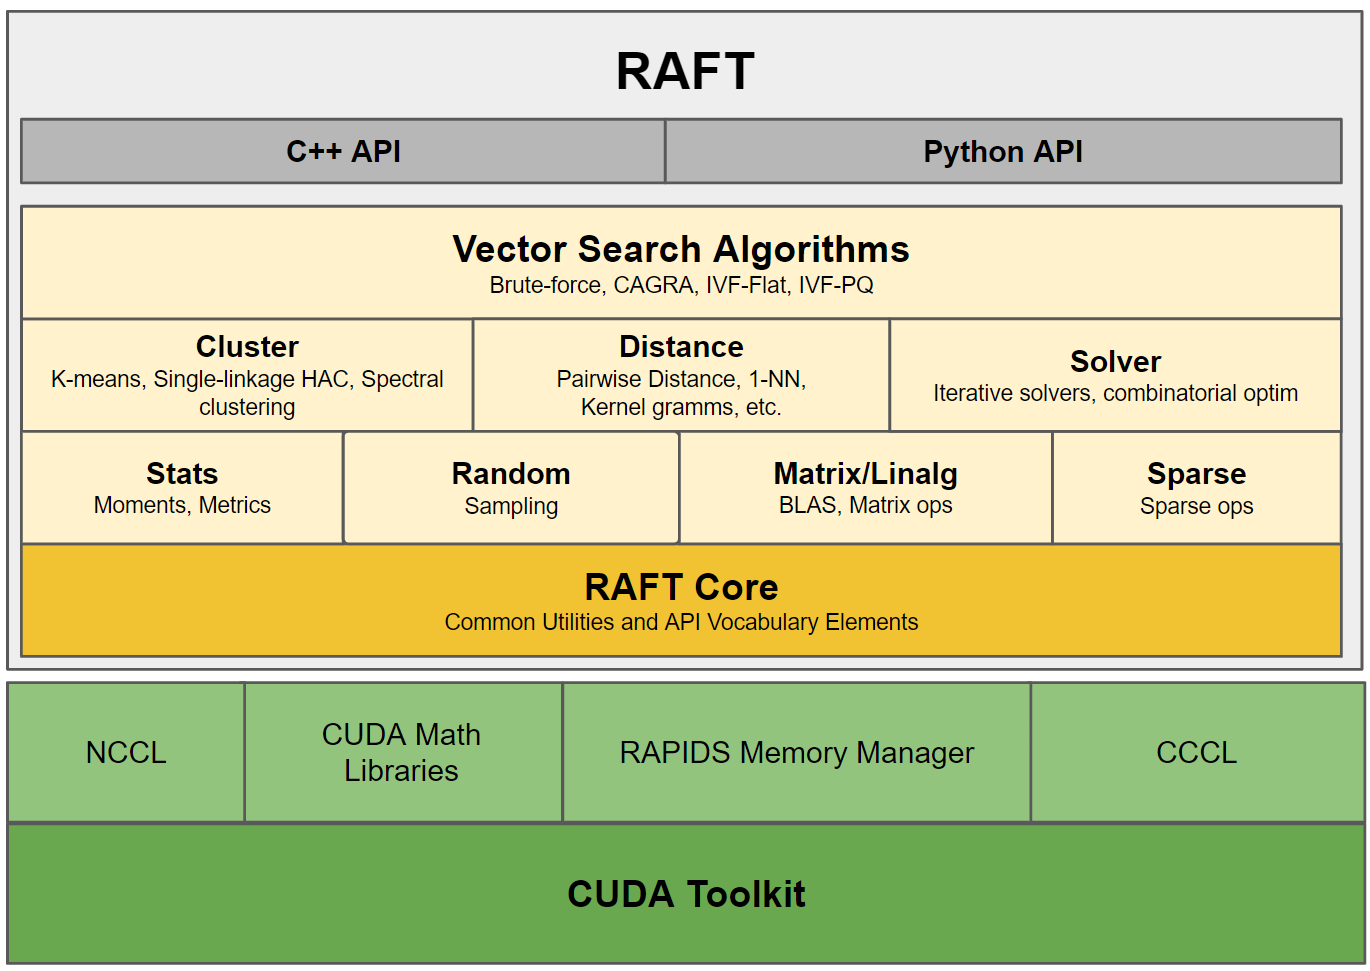 RAFT
C++ API
Python API
Vector Search Algorithms
Brute-force, CAGRA, IVF-Flat, IVF-PQ
Cluster
K-means, Single-linkage HAC, Spectral
clustering
Distance
Pairwise Distance, 1-NN,
Kernel gramms, etc.
Solver
Iterative solvers, combinatorial optim
Stats
Moments, Metrics
Random
Sampling
Matrix/Linalg
BLAS, Matrix ops
Sparse
Sparse ops
RAFT Core
Common Utilities and API Vocabulary Elements
NCCL
CUDA Math
Libraries
RAPIDS Memory Manager
CCCL
CUDA Toolkit